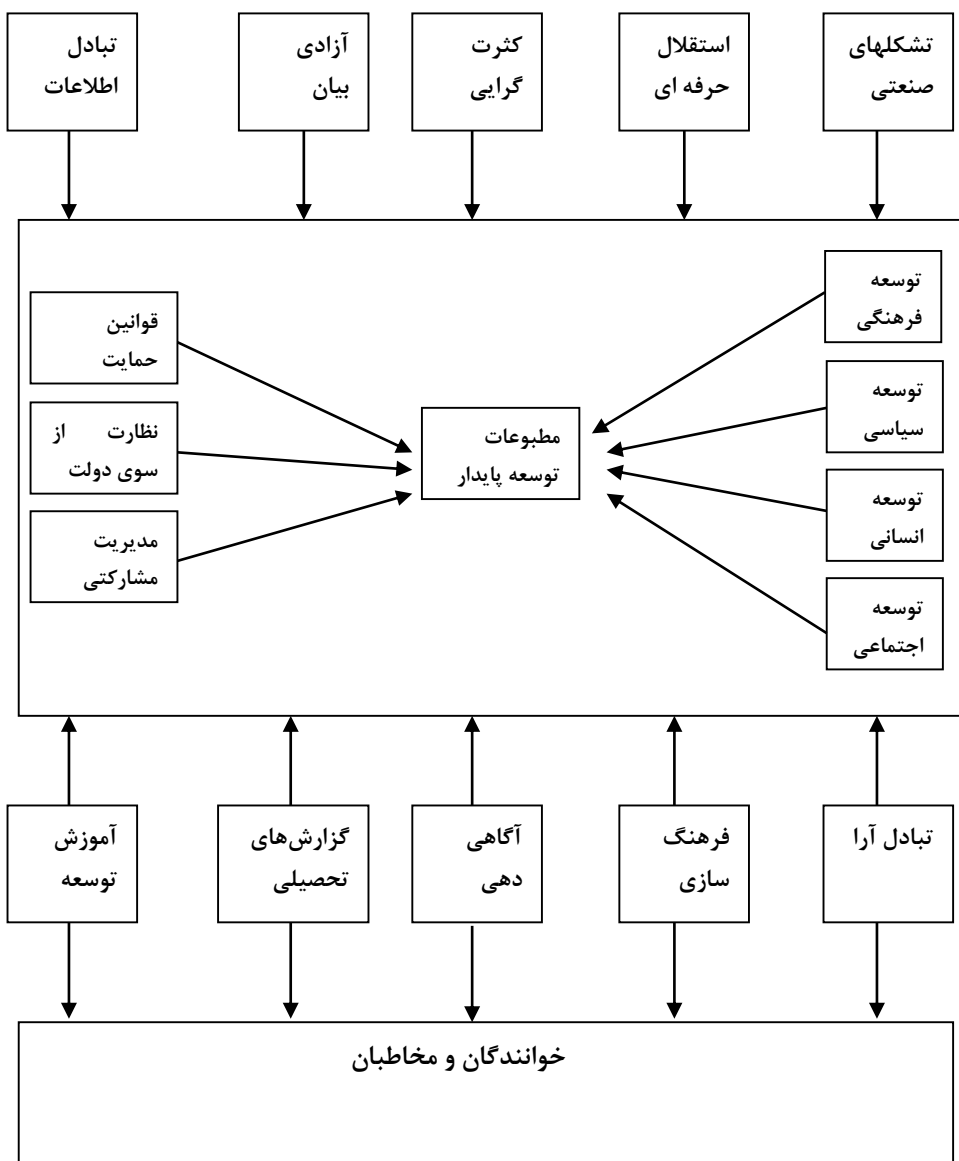 تشکلهای
صنعتی
استقلال
حرفه ای
کثرت
گرایی
آزادی
بیان
تبادل
اطلاعات
توسعه
فرهنگی
توسعه
سیاسی
توسعه
انسانی
توسعه
اجتماعی
مطبوعات
توسعه پایدار
قوانین
حمایت
نظارت از
سوی دولت
مدیریت
مشارکتی
تبادل آرا
فرهنگ
سازی
آگاهی
دهی
گزارش‌های
تحصیلی
آموزش
توسعه
خوانندگان و مخاطبان